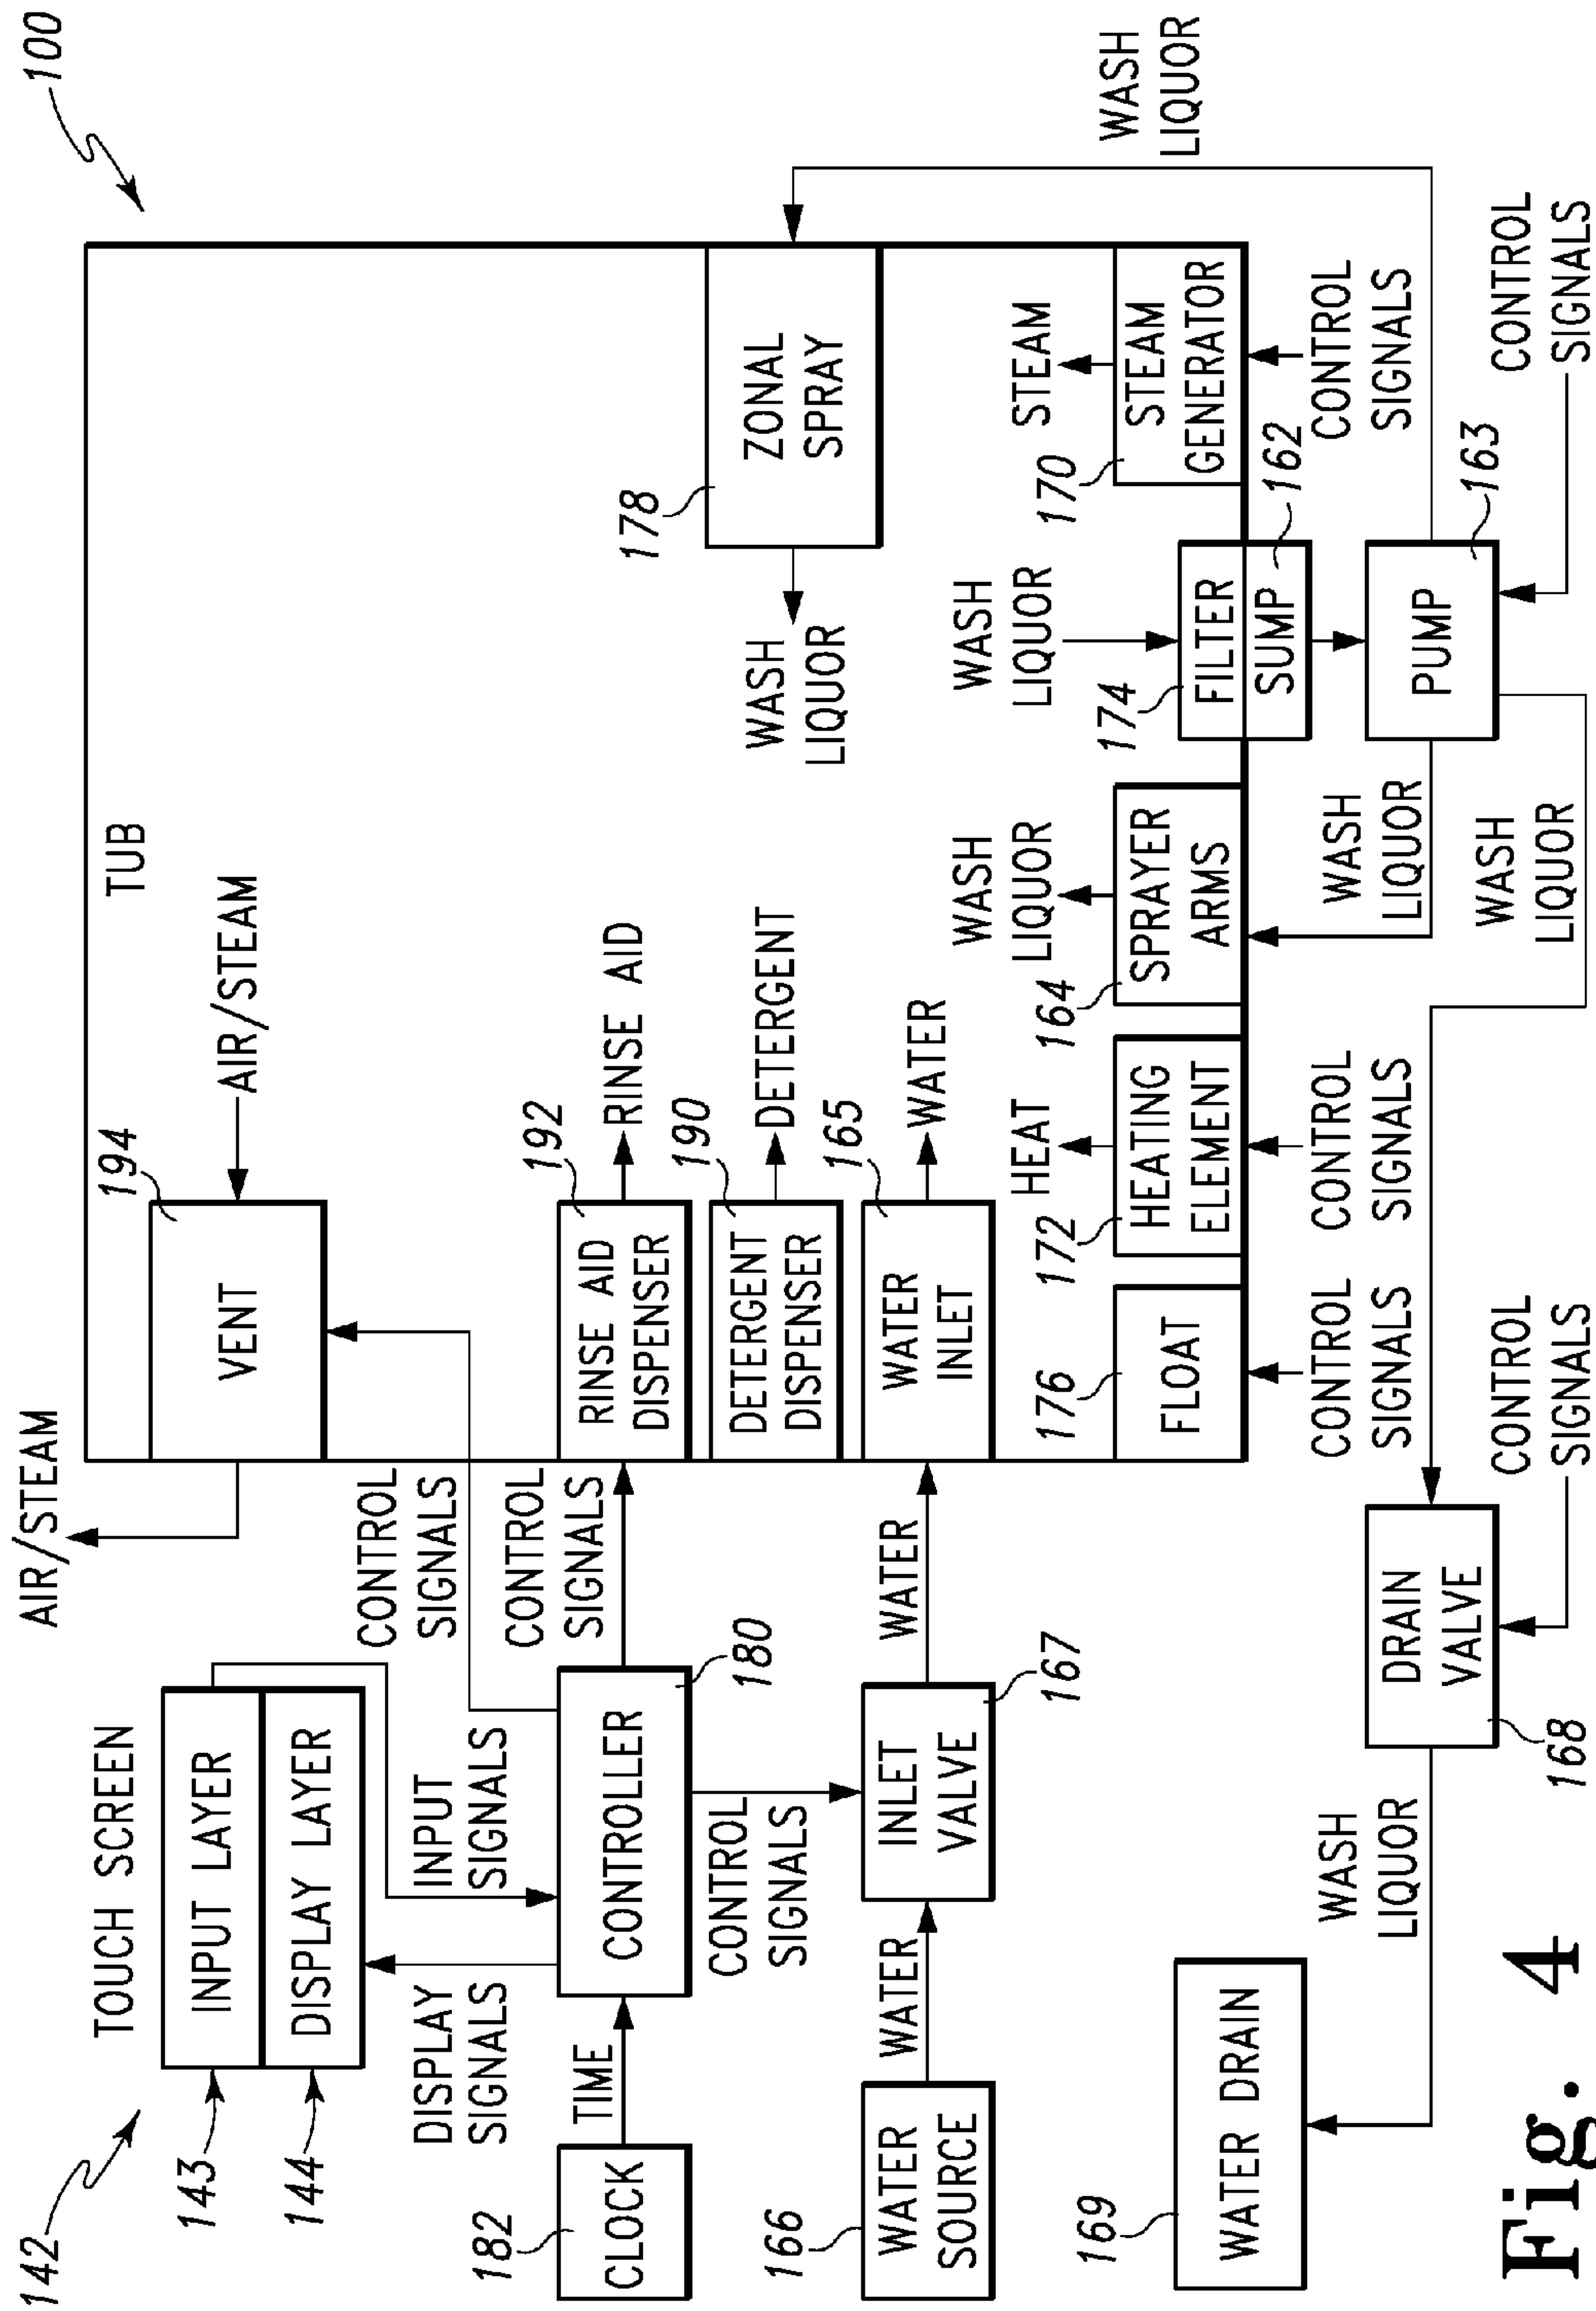 100
TUB
AIR/STEAM
AIR/STEAM
194
VENT
142
TOUCH SCREEN
143
INPUT LAYER
144
DISPLAY LAYER
DISPLAY
SIGNALS
INPUT
SIGNALS
CONTROL
SIGNALS
CONTROL
SIGNALS
182
CLOCK
TIME
CONTROLLER
180
CONTROL
SIGNALS
RINSE AID
DISPENSER
192
RINSE AID
DETERGENT
DISPENSER
190
DETERGENT
166
WATER
SOURCE
WATER
INLET
VALVE
167
WATER
WATER
INLET
165
WATER
178
ZONAL
SPRAY
WASH
LIQUOR
WASH
LIQUOR
176
FLOAT
CONTROL
SIGNALS
172
HEATING
ELEMENT
HEAT
CONTROL
SIGNALS
164
SPRAYER
ARMS
WASH
LIQUOR
WASH
LIQUOR
174
FILTER
WASH
LIQUOR
SUMP
162
170
STEAM
GENERATOR
STEAM
CONTROL
SIGNALS
PUMP
163
CONTROL
SIGNALS
WASH
LIQUOR
DRAIN
VALVE
168
CONTROL
SIGNALS
WASH
LIQUOR
169
WATER DRAIN
Fig. 4